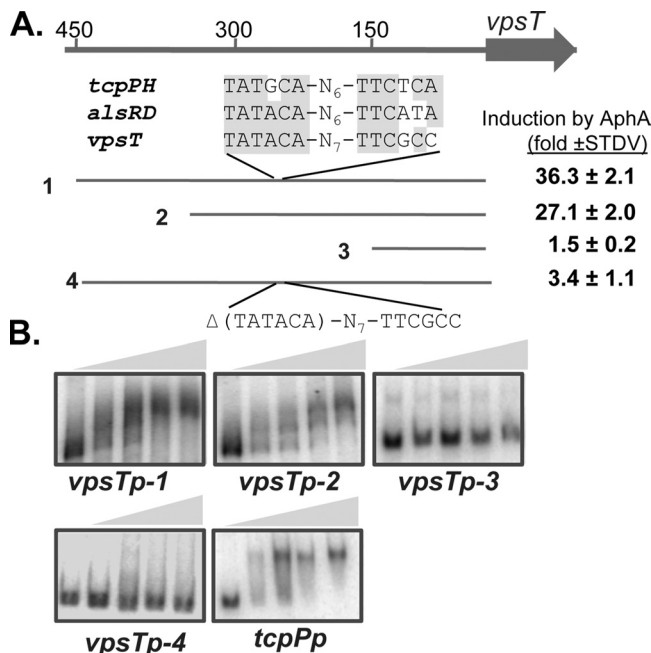 A.
450 300 150 vpsT
tcpPH TATGCA-N6-TTCTCA
alsRD TATACA-N6-TTCATA
vpsT TATACA-N7-TTCGCC
Induction by AphA
(fold ±STDV)
1 36.3 ± 2.1
2 27.1 ± 2.0
3 1.5 ± 0.2
4 3.4 ± 1.1
Δ(TATACA)-N7-TTCGCC
B.
vpsTp-1 vpsTp-2 vpsTp-3
vpsTp-4 tcpPp